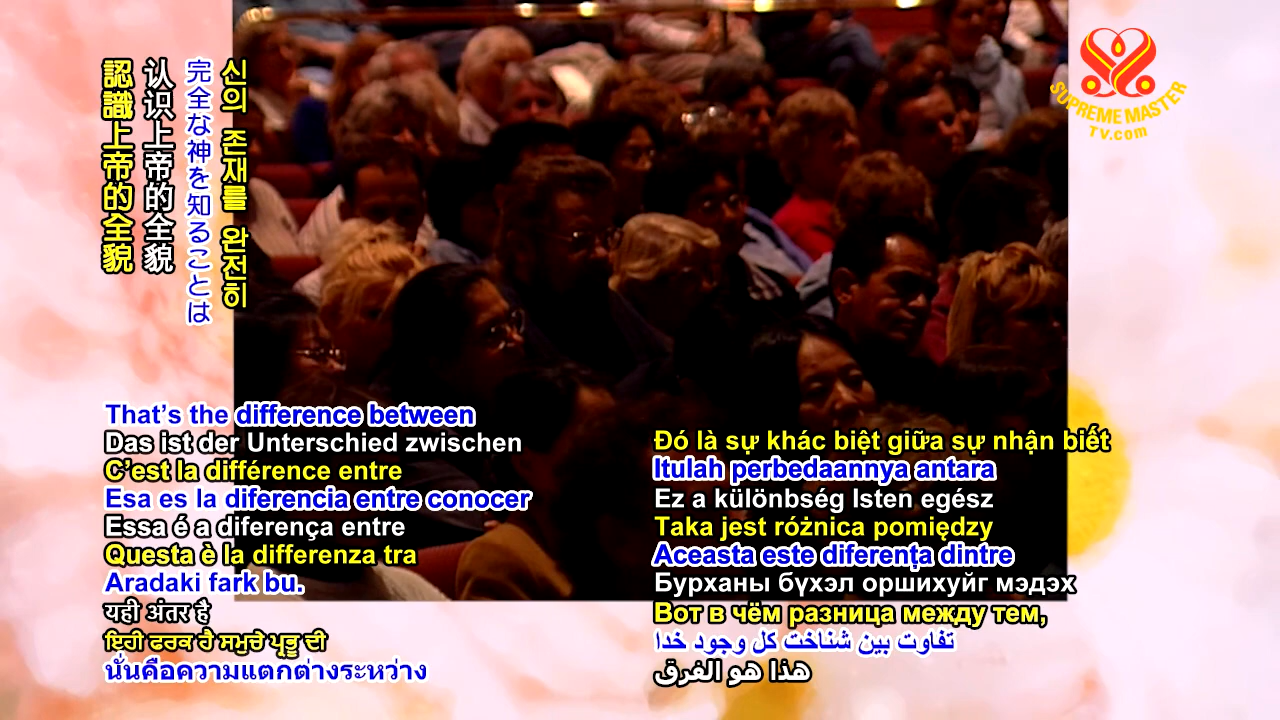 認識上帝的全貌
认识上帝的全貌
完全な神を知ることは
신의 존재를 완전히
SUPREME MASTER
TV.com
That's the difference between
Das ist der Unterschied zwischen
C'est la différence entre
Esa es la diferencia entre conocer
Essa é a diferença entre
Questa è la differenza tra
Aradaki fark bu.
यही अंतर है
ਇਹੀ ਫਰਕ ਹੈ ਸਮੁਚੇ ਪ੍ਰਭੂ ਦੀ
นั่นคือความแตกต่างระหว่าง
Đó là sự khác biệt giữa sự nhận biết
Itulah perbedaannya antara
Ez a különbség Isten egész
Taka jest różnica pomiędzy
Aceasta este diferenţa dintre
Бурханы бүхэл оршихуйг мэдэх
Вот в чём разница между тем,
تفاوت بین شناخت کل وجود خدا
هذا هو الفرق